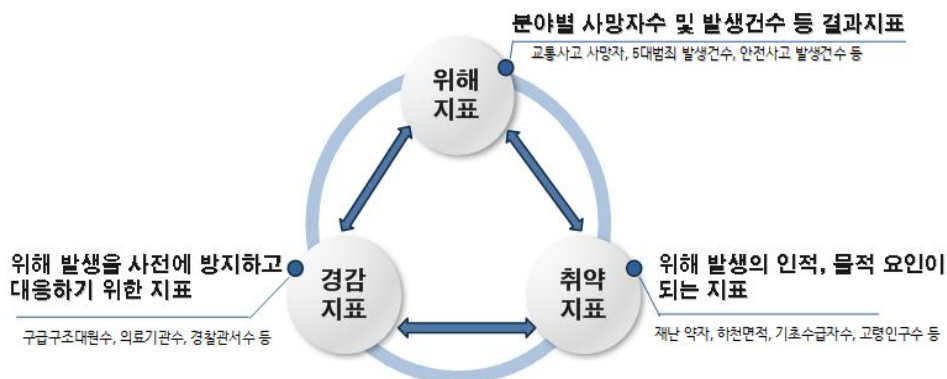 분야별 사망자수 및 발생건수 등 결과지표
교통사고 사망자, 5대범죄 발생건수, 안전사고 발생건수 등
위해
지표
위해 발생을 사전에 방지하고
대응하기 위한 지표
구급구조대원수, 의료기관수, 경찰관서수 등
경감
지표
취약
지표
위해 발생의 인적, 물적 요인이
되는 지표
재난 약자, 하천면적, 기초수급자수, 고령인구수 등